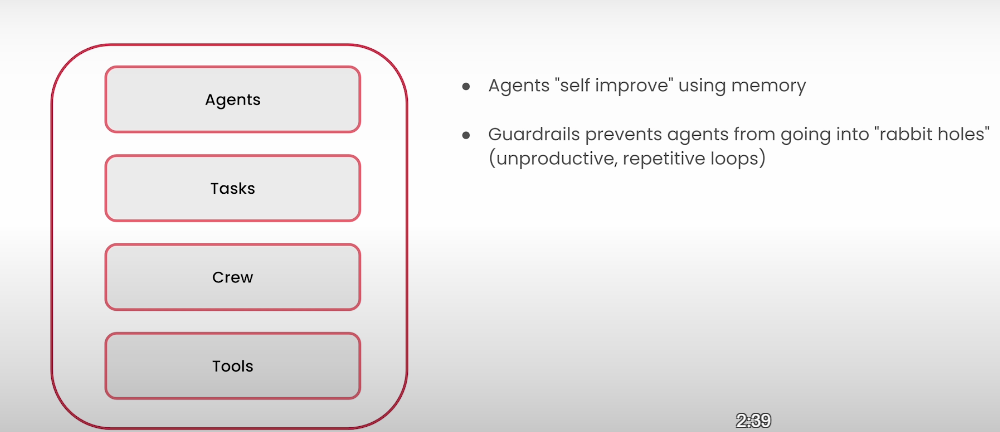 Agents
Tasks
Crew
Tools
● Agents "self improve" using memory
● Guardrails prevents agents from going into "rabbit holes"
(unproductive, repetitive loops)
2:39